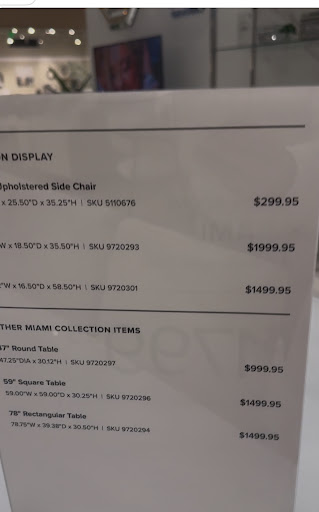 N DISPLAY
Upholstered Side Chair
x 25.50"D x 35.25"H | SKU 5110676 $299.95
W x 18.50"D x 35.50"H | SKU 9720293 $1999.95
"W x 16.50"D x 58.50"H | SKU 9720301 $1499.95
THER MIAMI COLLECTION ITEMS
47" Round Table
47.25"DIA x 30.12"H | SKU 9720297 $999.95
59" Square Table
59.00"W x 59.00"D x 30.25"H | SKU 9720296 $1499.95
78" Rectangular Table
78.75"W x 39.38"D x 30.50"H | SKU 9720294 $1499.95